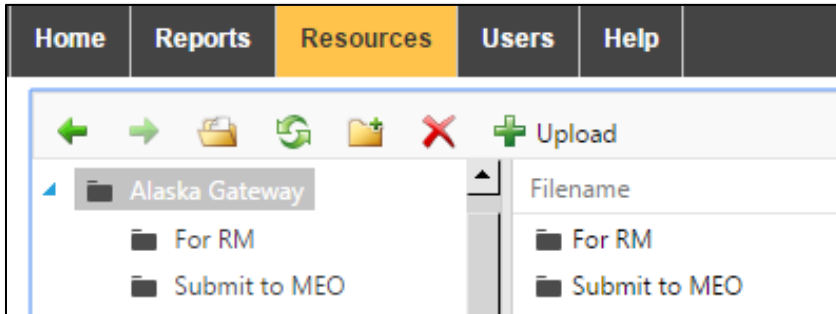 Home Reports Resources Users Help
Upload
Alaska Gateway Filename
For RM For RM
Submit to MEO Submit to MEO